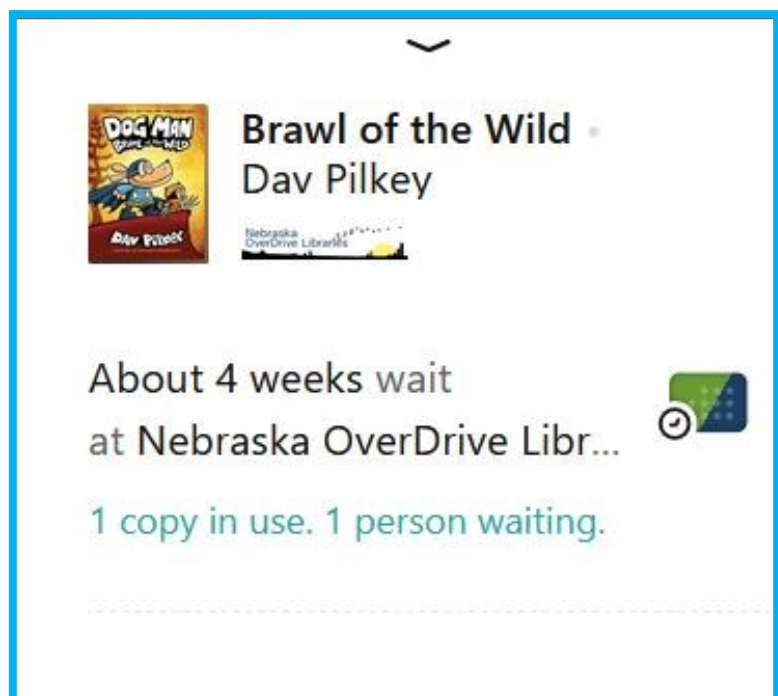 DOG MAN
BRAWL of the WILD
DAV PILKEY
Brawl of the Wild
Dav Pilkey
Nebraska
OverDrive Libraries
About 4 weeks wait
at Nebraska OverDrive Libr...
1 copy in use. 1 person waiting.